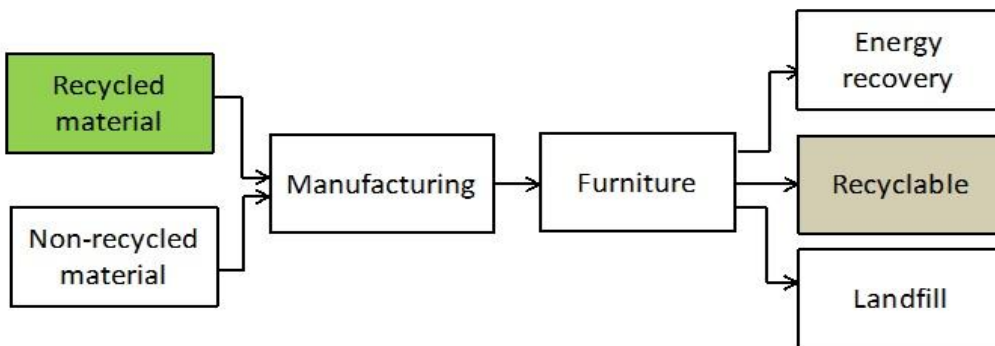 Recycled
material
Non-recycled
material
Manufacturing
Furniture
Energy
recovery
Recyclable
Landfill